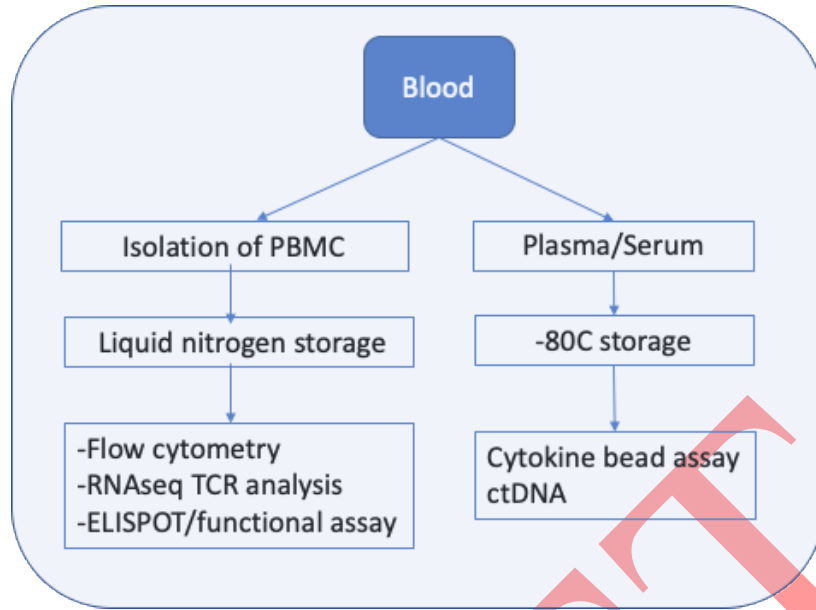 Blood
Isolation of PBMC
Plasma/Serum
Liquid nitrogen storage
-80C storage
-Flow cytometry
-RNAseq TCR analysis
-ELISPOT/functional assay
Cytokine bead assay
ctDNA